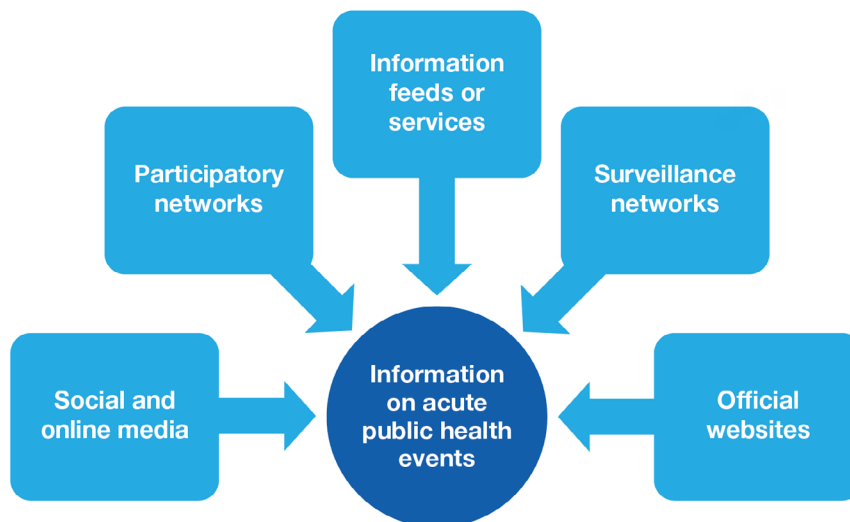 Information
feeds or
services
Participatory
networks
Surveillance
networks
Social and
online media
Information
on acute
public health
events
Official
websites